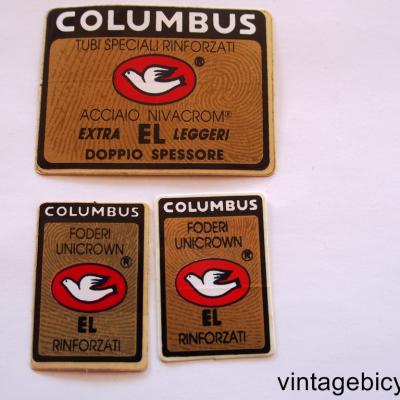 COLUMBUS
TUBI SPECIALI RINFORZATI
®
ACCIAIO NIVACROM®
EXTRA EL LEGGERI
DOPPIO SPESSORE
COLUMBUS
FODERI
UNICROWN
®
EL
RINFORZATI
COLUMBUS
FODERI
UNICROWN
®
EL
RINFORZATI
vintagebicy